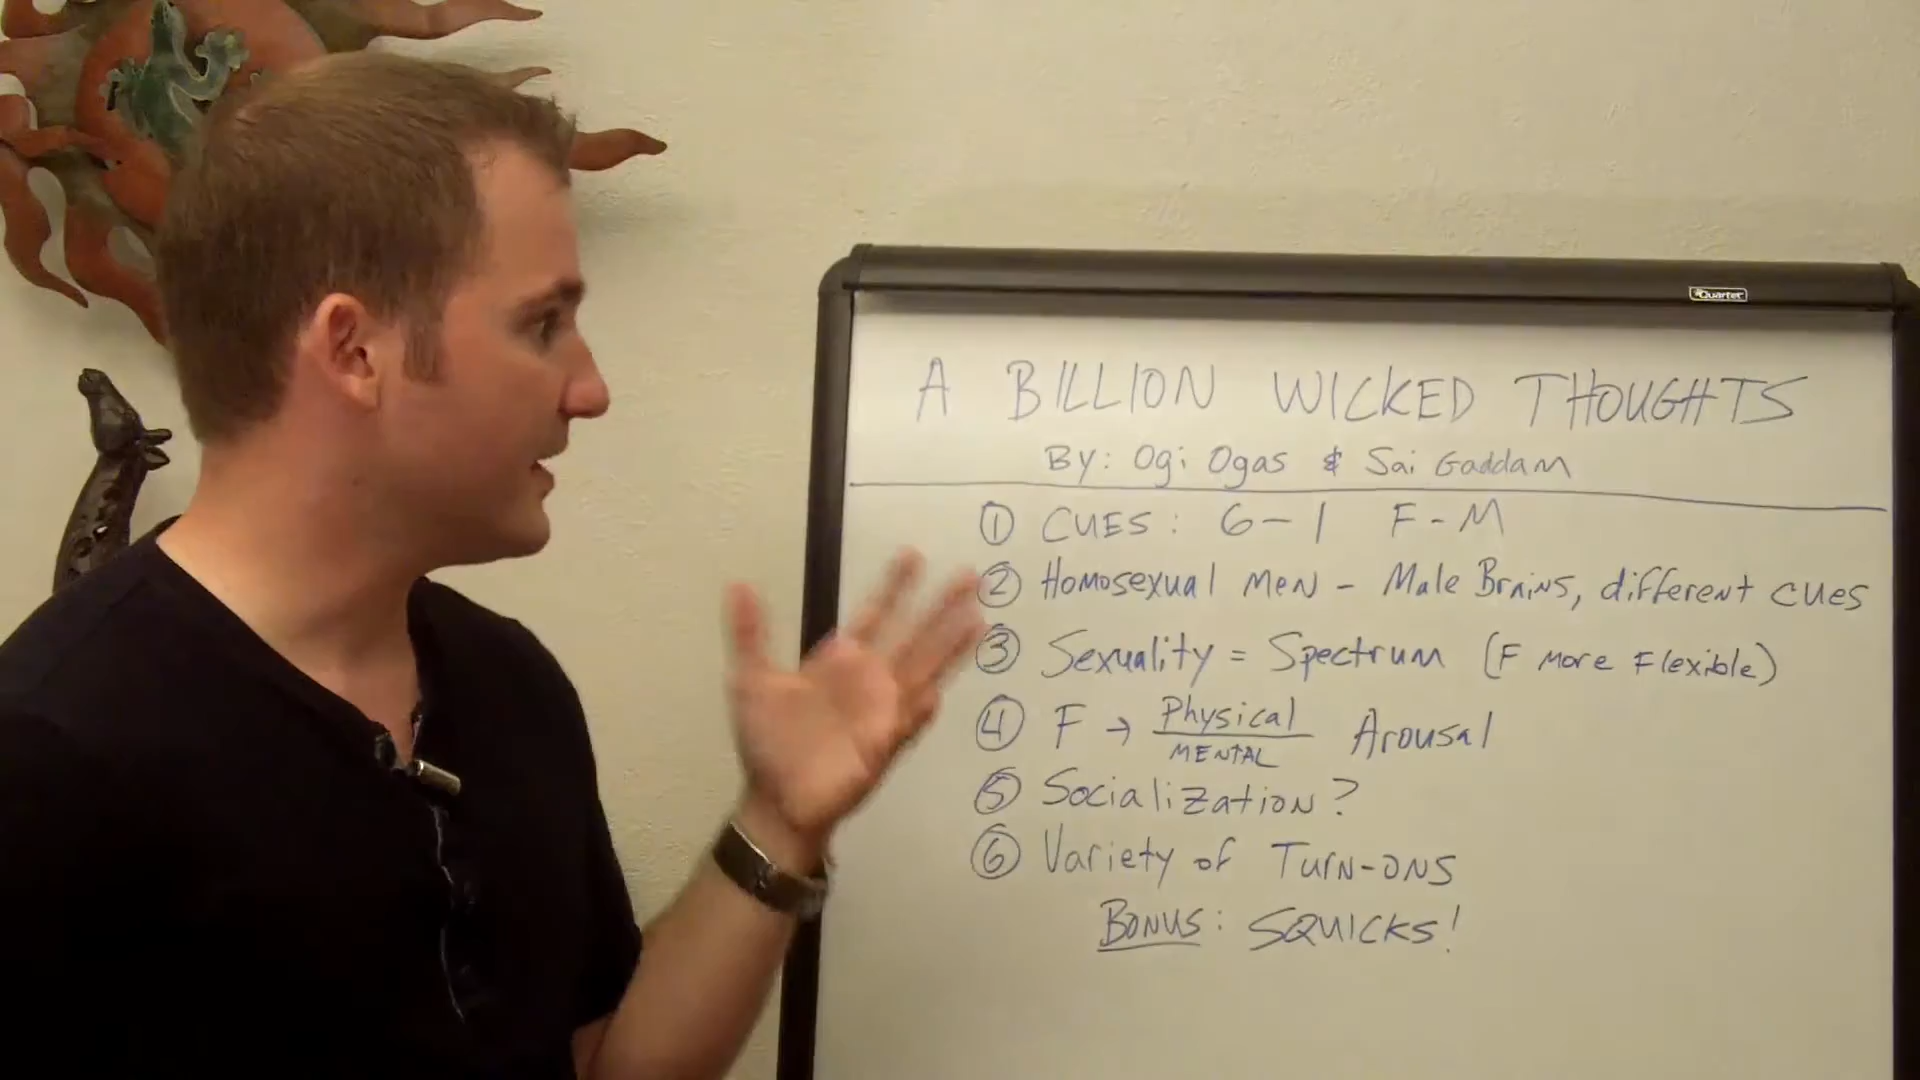 Quartet
A BILLION WICKED THOUGHTS
By: Ogi Ogas & Sai Gaddam
① CUES: 6-1 F-M
② Homosexual Men - Male Brains, different cues
③ Sexuality = Spectrum (F More Flexible)
④ F → Physical/MENTAL Arousal
⑤ Socialization?
⑥ Variety of Turn-ons
Bonus: SQUICKS!